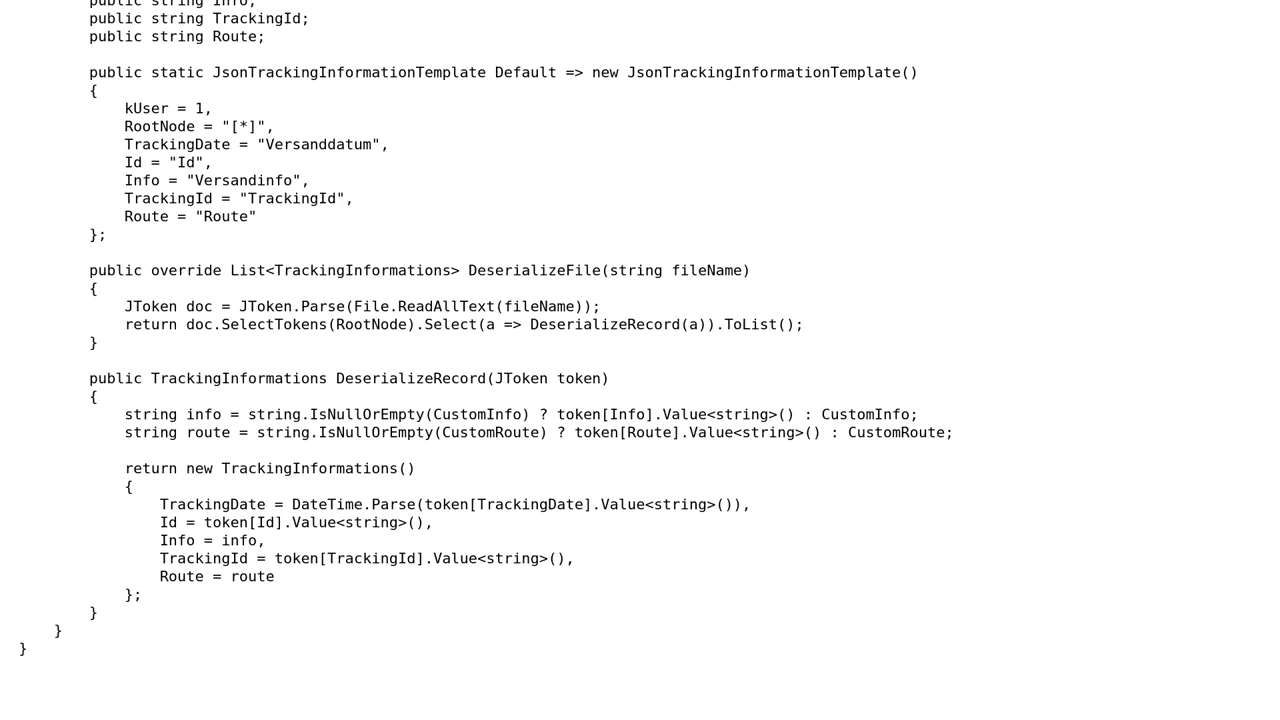 public string Info;
public string TrackingId;
public string Route;
public static JsonTrackingInformationTemplate Default => new JsonTrackingInformationTemplate()
{
kUser = 1,
RootNode = "[*]",
TrackingDate = "Versanddatum",
Id = "Id",
Info = "Versandinfo",
TrackingId = "TrackingId",
Route = "Route"
};
public override List<TrackingInformations> DeserializeFile(string fileName)
{
JToken doc = JToken.Parse(File.ReadAllText(fileName));
return doc.SelectTokens(RootNode).Select(a => DeserializeRecord(a)).ToList();
}
public TrackingInformations DeserializeRecord(JToken token)
{
string info = string.IsNullOrEmpty(CustomInfo) ? token[Info].Value<string>() : CustomInfo;
string route = string.IsNullOrEmpty(CustomRoute) ? token[Route].Value<string>() : CustomRoute;
return new TrackingInformations()
{
TrackingDate = DateTime.Parse(token[TrackingDate].Value<string>()),
Id = token[Id].Value<string>(),
Info = info,
TrackingId = token[TrackingId].Value<string>(),
Route = route
};
}
}
}